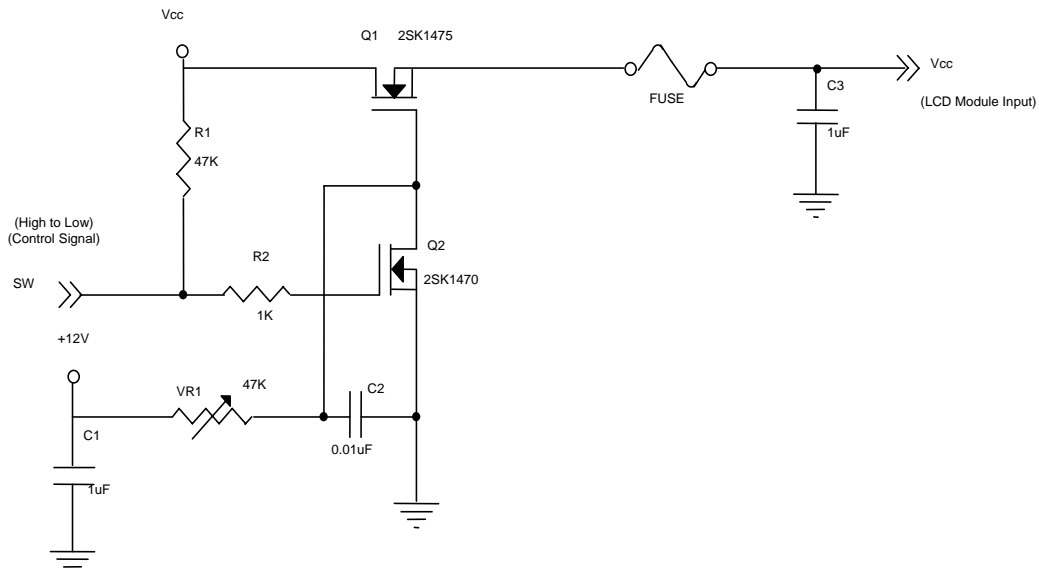 Vcc
Q1 2SK1475
Vcc
FUSE
C3
(LCD Module Input)
R1
1uF
47K
(High to Low)
(Control Signal)
Q2
R2
SW
2SK1470
1K
+12V
VR1
47K
C2
C1
0.01uF
1uF